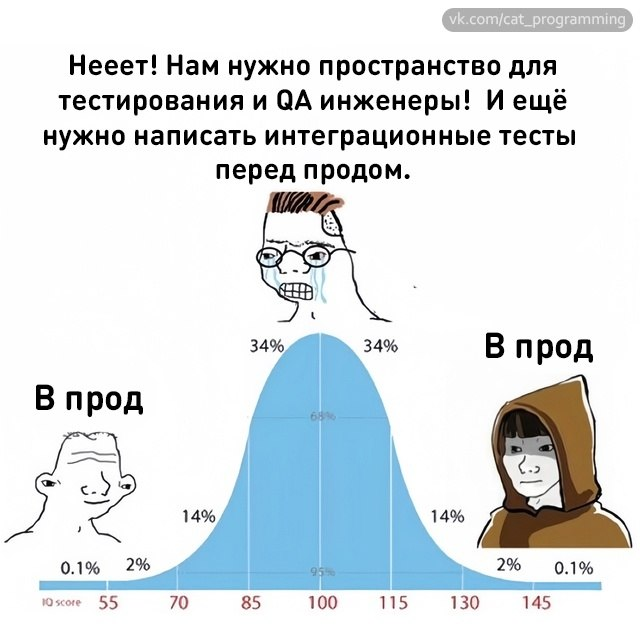 vk.com/cat_programming
Нееет! Нам нужно пространство для
тестирования и QA инженеры! И ещё
нужно написать интеграционные тесты
перед продом.
34% 34%
В прод
68%
В прод
14% 14%
0.1% 2% 95% 2% 0.1%
IQ score 55 70 85 100 115 130 145